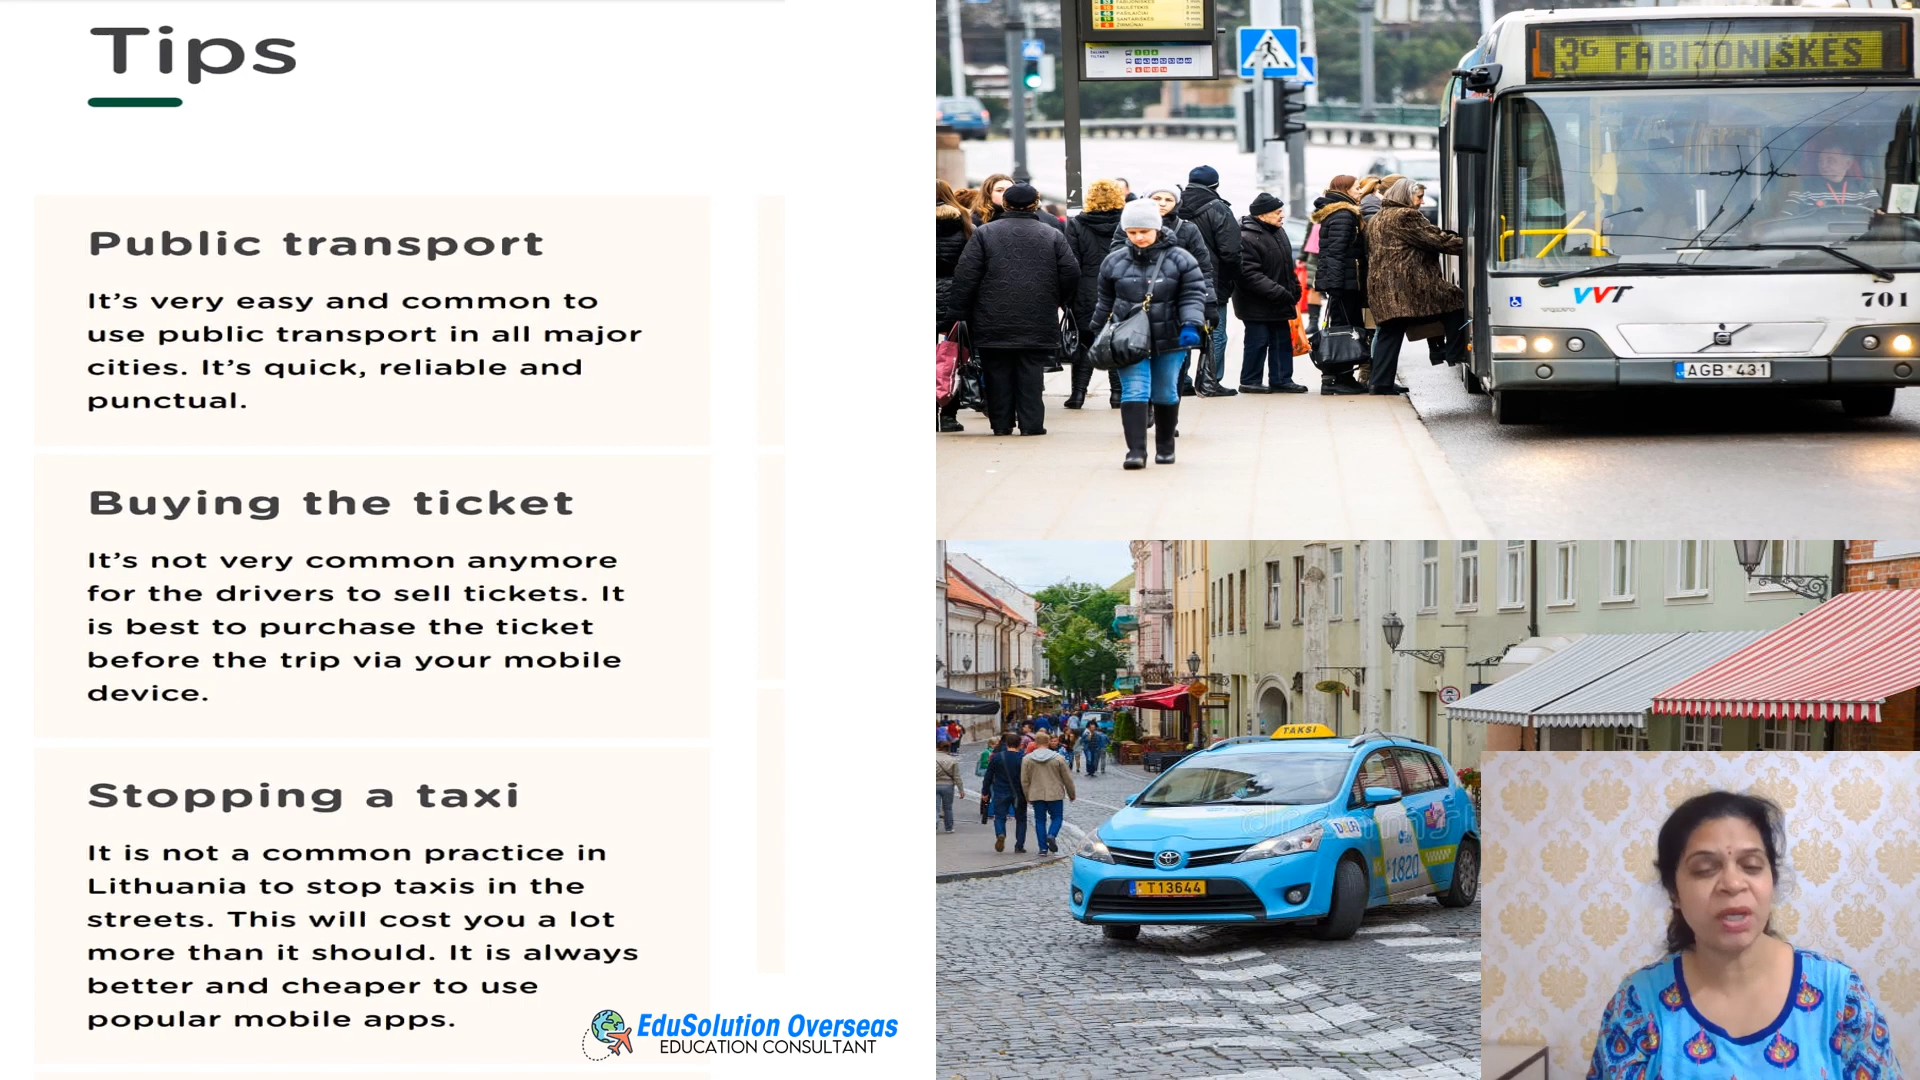 Tips
Public transport
It’s very easy and common to
use public transport in all major
cities. It’s quick, reliable and
punctual.
Buying the ticket
It’s not very common anymore
for the drivers to sell tickets. It
is best to purchase the ticket
before the trip via your mobile
device.
Stopping a taxi
It is not a common practice in
Lithuania to stop taxis in the
streets. This will cost you a lot
more than it should. It is always
better and cheaper to use
popular mobile apps.
EduSolution Overseas
EDUCATION CONSULTANT
3G FABIJONIŠKĖS
VVT
701
AGB 431
TAKSI
DELFI
1820
T13644